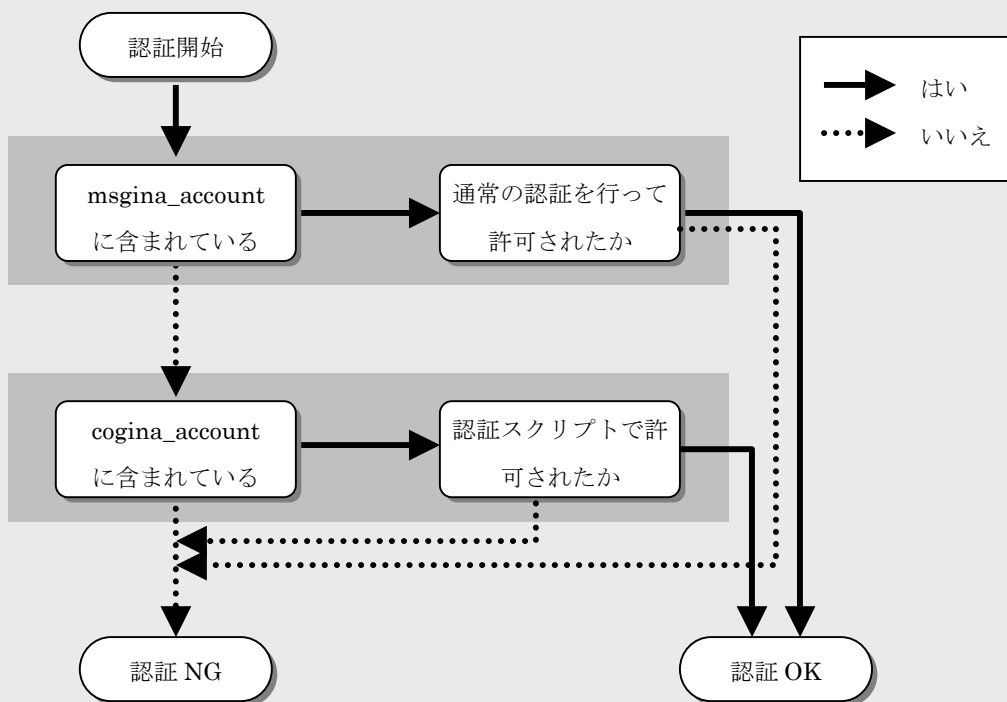 認証開始
はい
いいえ
msgina_account
に含まれている
通常の認証を行って
許可されたか
cogina_account
に含まれている
認証スクリプトで許
可されたか
認証 NG
認証 OK